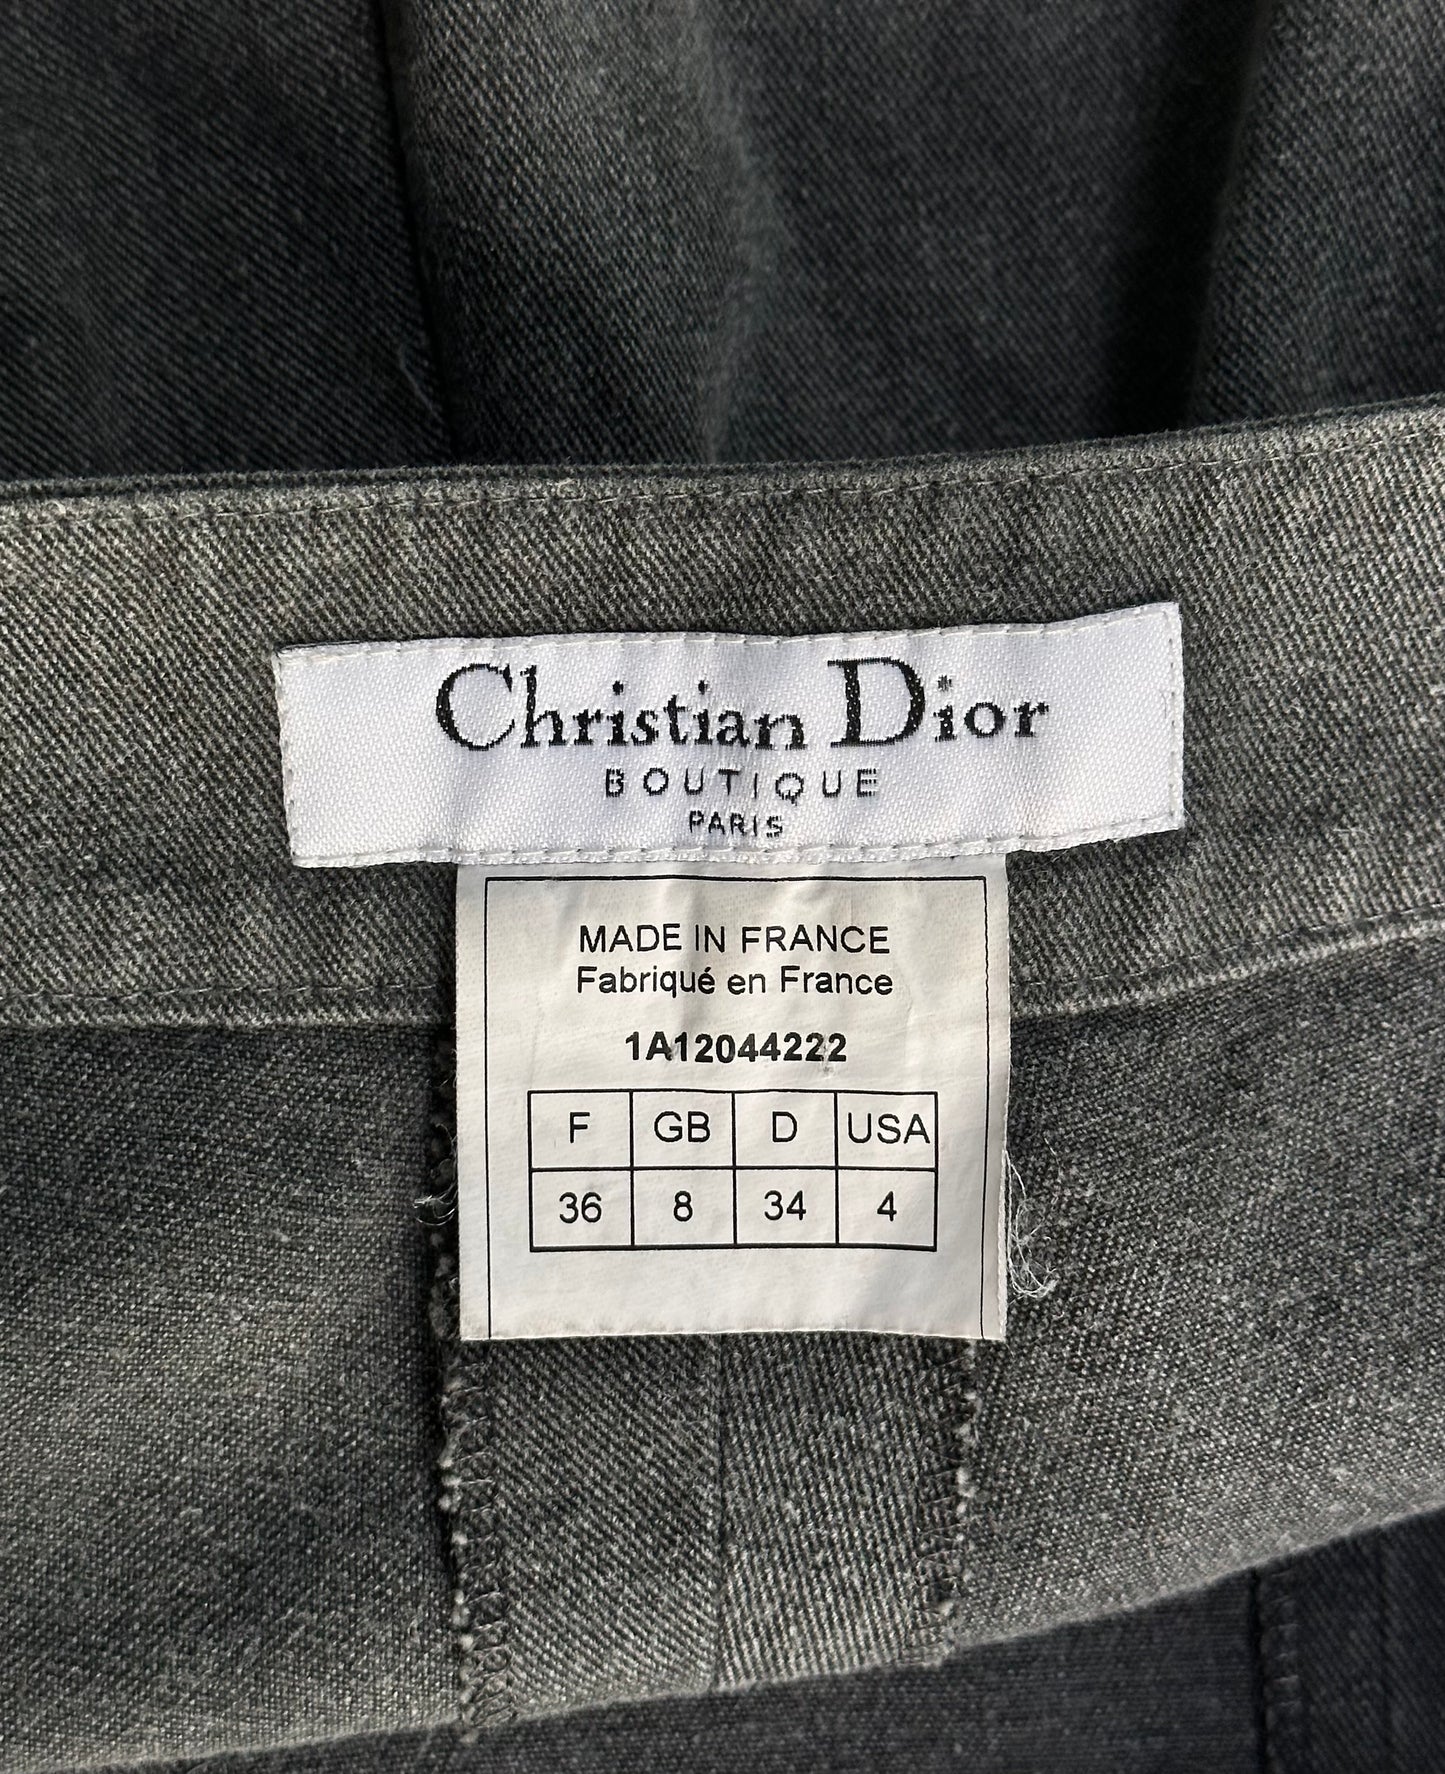 Christian Dior
BOUTIQUE
PARIS
MADE IN FRANCE
Fabriqué en France
1A12044222
F GB D USA
36 8 34 4